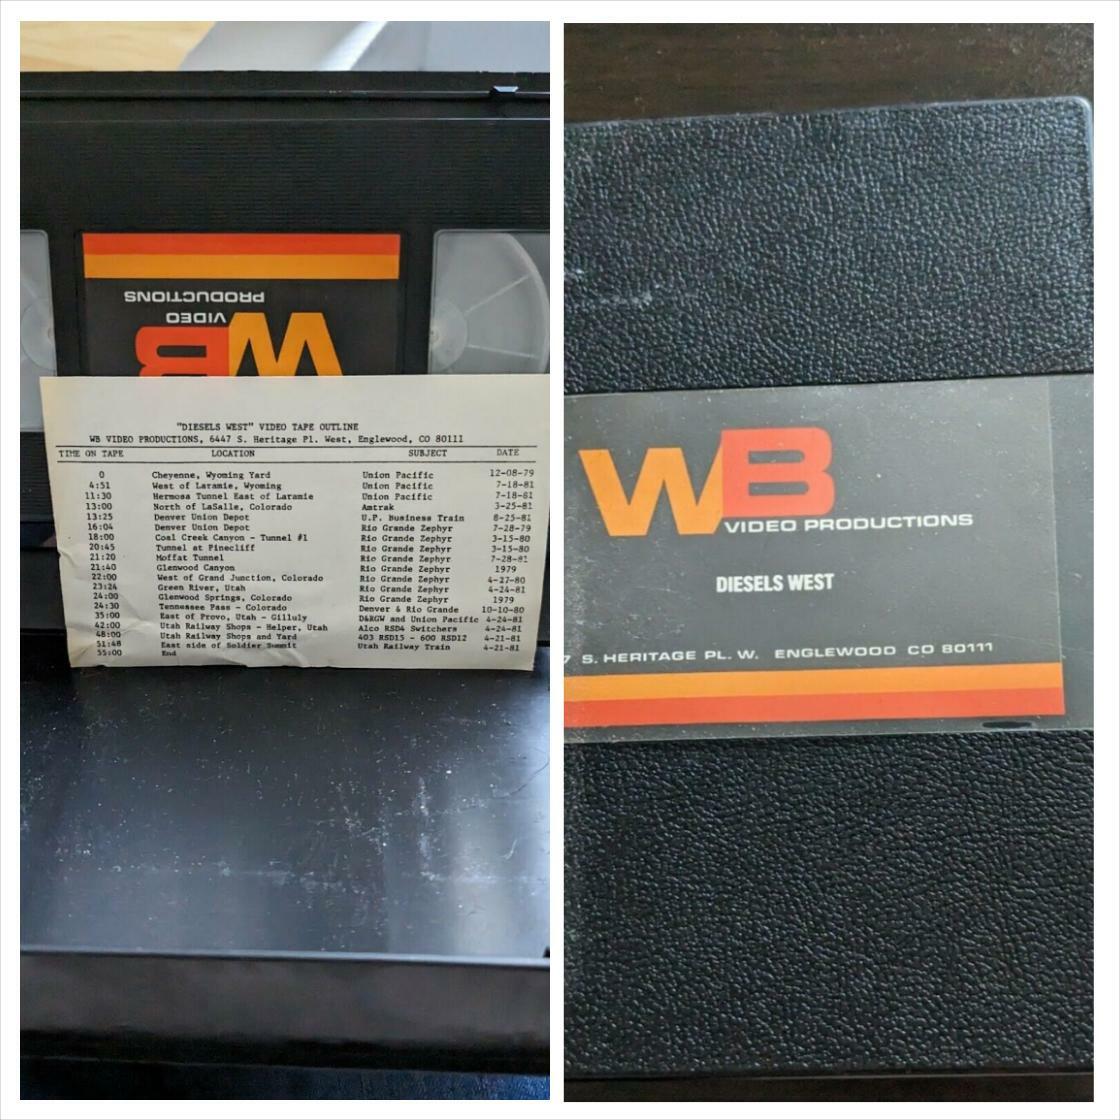 WB
VIDEO
PRODUCTIONS
"DIESELS WEST" VIDEO TAPE OUTLINE
WB VIDEO PRODUCTIONS, 6447 S. Heritage Pl. West, Englewood, CO 80111
TIME ON TAPE LOCATION SUBJECT DATE
0 Cheyenne, Wyoming Yard Union Pacific 12-08-79
4:51 West of Laramie, Wyoming Union Pacific 7-18-81
11:30 Hermosa Tunnel East of Laramie Union Pacific 7-18-81
13:00 North of LaSalle, Colorado Amtrak 3-25-81
13:25 Denver Union Depot U.P. Business Train 8-25-81
16:04 Denver Union Depot Rio Grande Zephyr 7-28-79
18:00 Coal Creek Canyon - Tunnel #1 Rio Grande Zephyr 3-15-80
20:45 Tunnel at Pinecliff Rio Grande Zephyr 3-15-80
21:20 Moffat Tunnel Rio Grande Zephyr 7-28-81
21:40 Glenwood Canyon Rio Grande Zephyr 1979
22:00 West of Grand Junction, Colorado Rio Grande Zephyr 4-27-80
23:24 Green River, Utah Rio Grande Zephyr 4-24-81
24:00 Glenwood Springs, Colorado Rio Grande Zephyr 1979
24:30 Tennessee Pass - Colorado Denver & Rio Grande 10-10-80
35:00 East of Provo, Utah - Gilluly D&RGW and Union Pacific 4-24-81
42:00 Utah Railway Shops - Helper, Utah Alco RSD4 Switchers 4-24-81
48:00 Utah Railway Shops and Yard 403 RSD15 - 600 RSD12 4-21-81
51:48 East side of Soldier Summit Utah Railway Train 4-21-81
55:00 End
WB
VIDEO PRODUCTIONS
DIESELS WEST
7 S. HERITAGE PL. W. ENGLEWOOD CO 80111